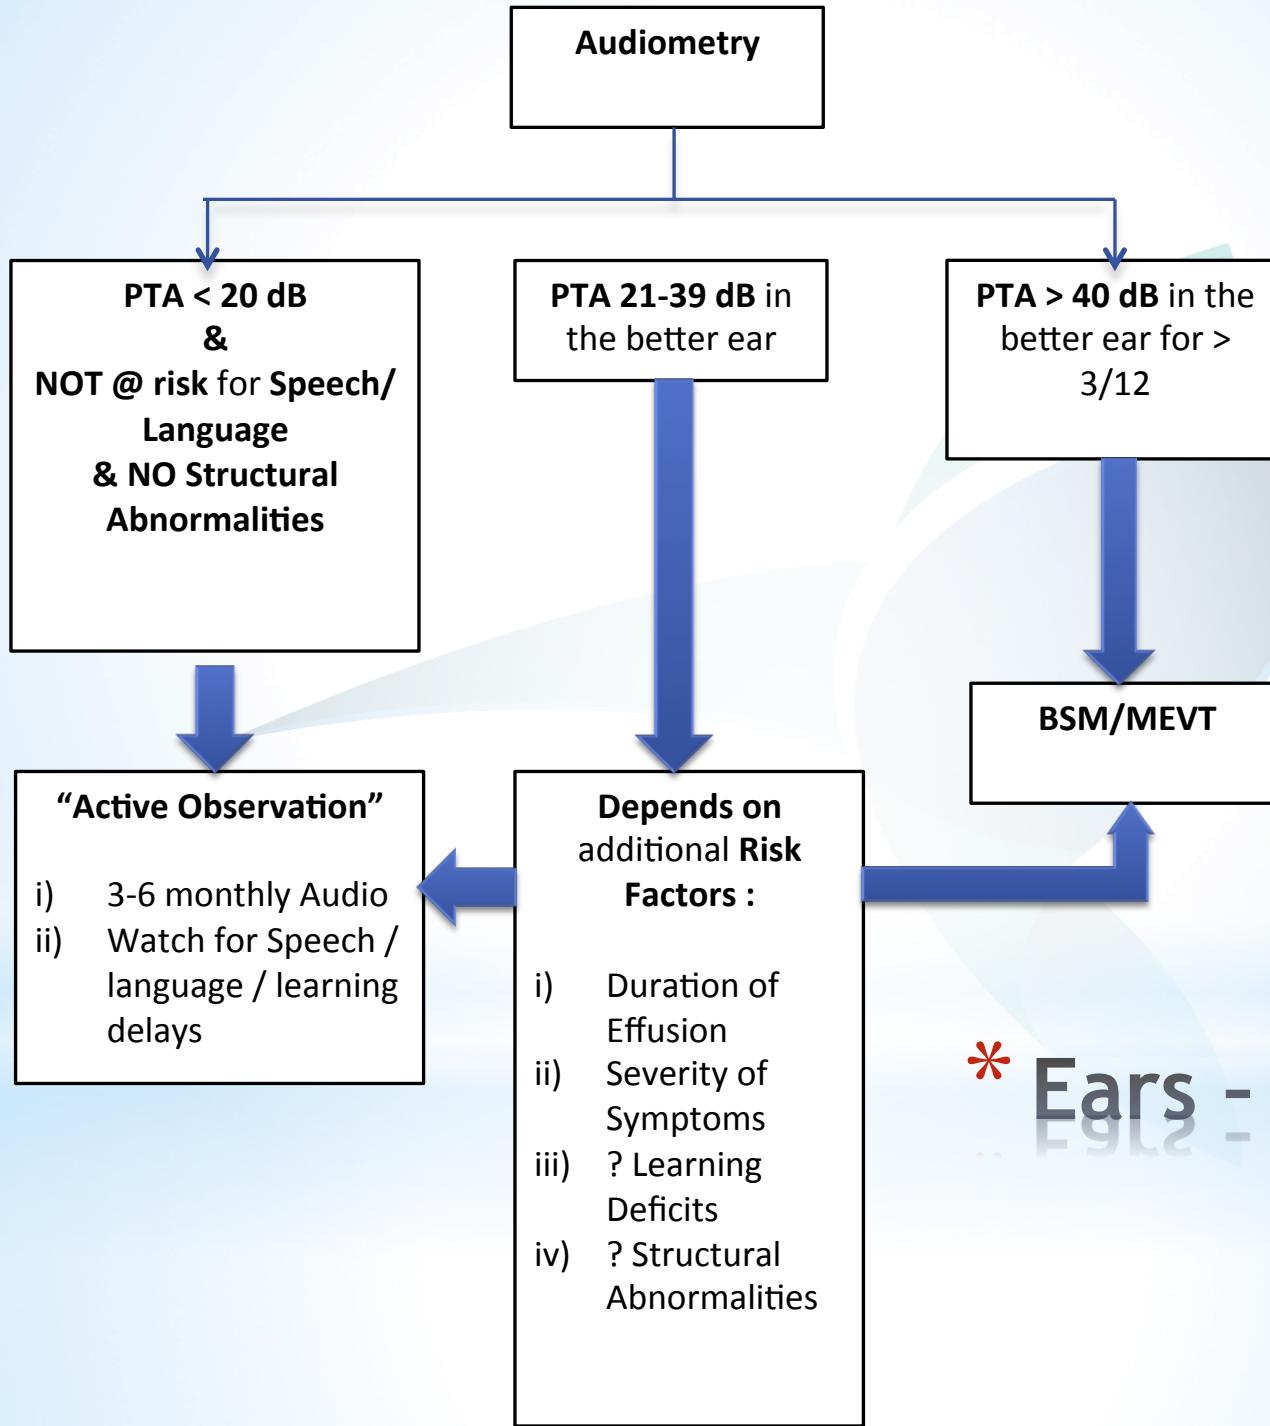 Audiometry
PTA < 20 dB
&
NOT @ risk for Speech/
Language
& NO Structural
Abnormalities
PTA 21-39 dB in
the better ear
PTA > 40 dB in the
better ear for >
3/12
BSM/MEVT
“Active Observation”
i) 3-6 monthly Audio
ii) Watch for Speech /
language / learning
delays
Depends on
additional Risk
Factors :
i) Duration of
Effusion
ii) Severity of
Symptoms
iii) ? Learning
Deficits
iv) ? Structural
Abnormalities
* Ears -